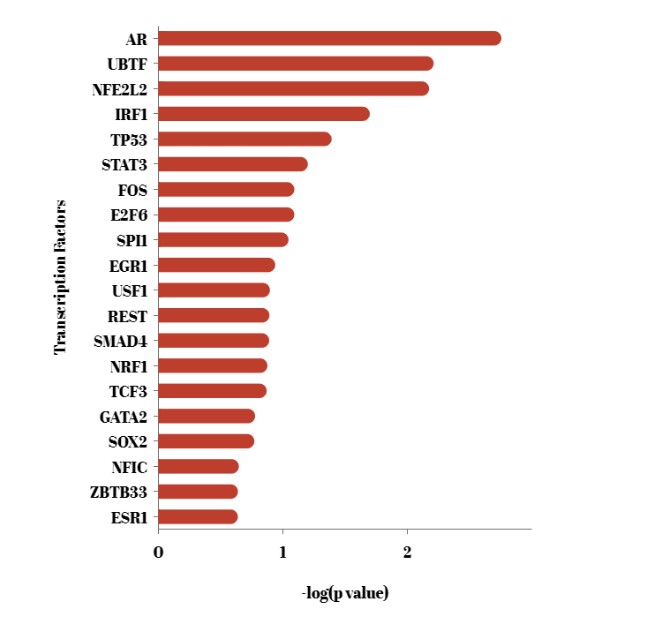 AR
UBTF
NFE2L2
IRF1
TP53
STAT3
FOS
E2F6
SPI1
EGR1
USF1
REST
SMAD4
NRF1
TCF3
GATA2
SOX2
NFIC
ZBTB33
ESR1
Transcription Factors
0 1 2
-log(p value)